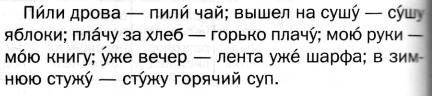 Пи́ли дрова — пили́ чай; вышел на сушу́ — су́шу
яблоки; пла́чу за хлеб — горько плачу́; мою́ руки —
мо́ю книгу; у́же вечер — лента уже́ шарфа; в зим-
нюю стужу́ — сту́жу горячий суп.